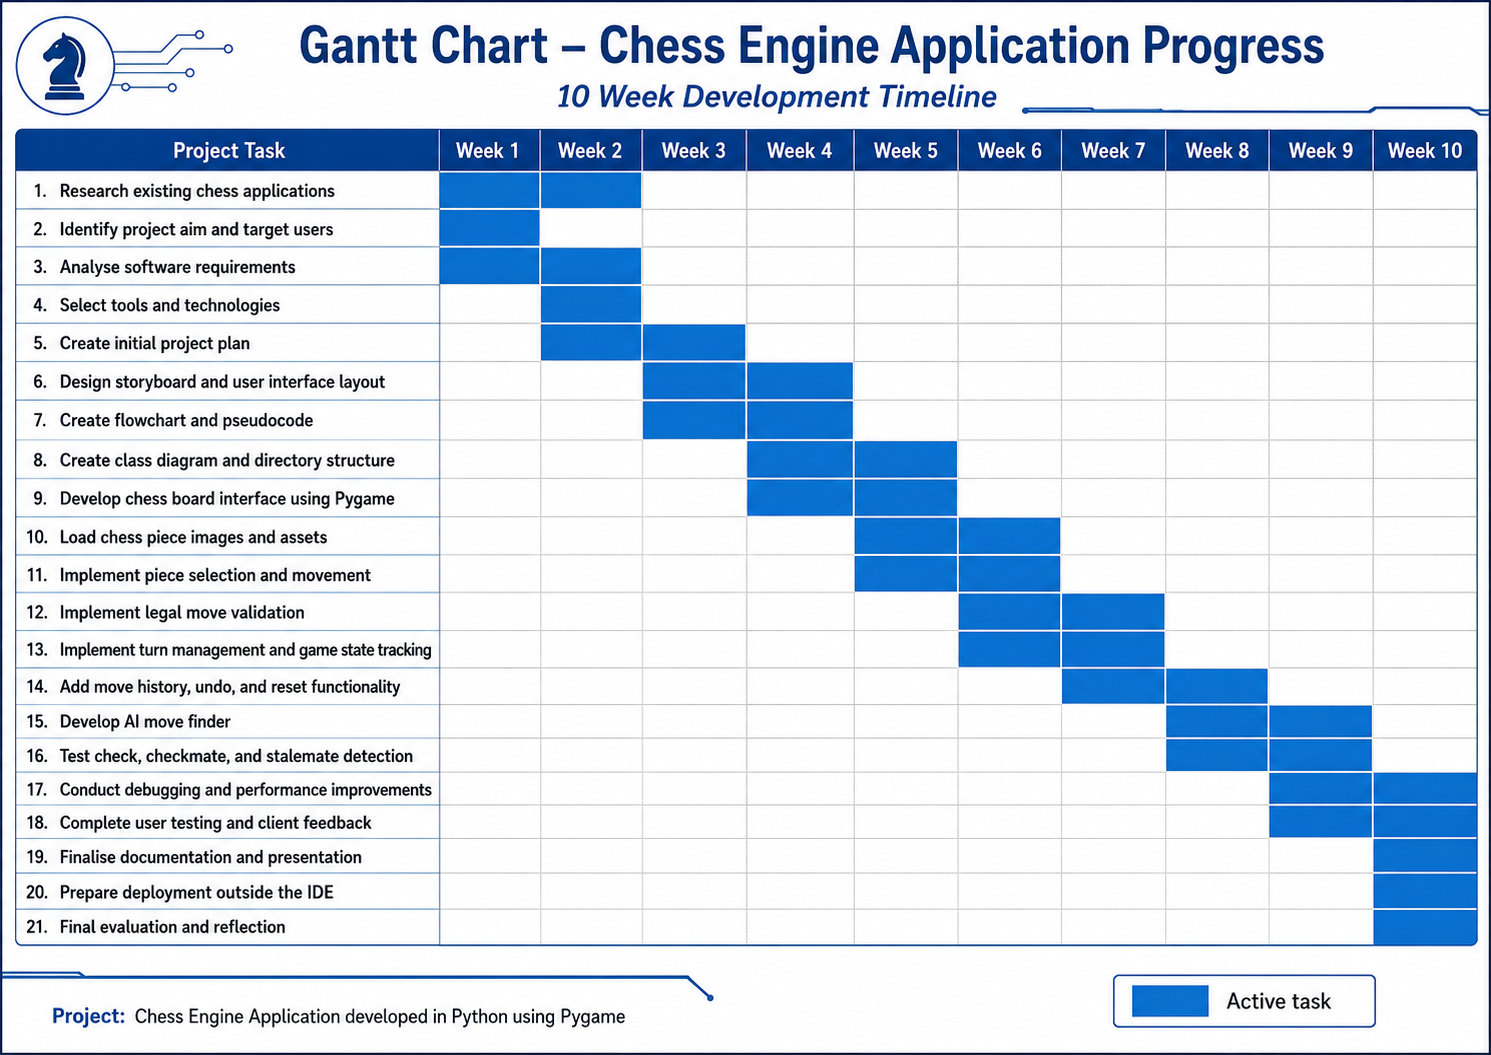 Gantt Chart – Chess Engine Application Progress
10 Week Development Timeline
Project Task Week 1 Week 2 Week 3 Week 4 Week 5 Week 6 Week 7 Week 8 Week 9 Week 10
1. Research existing chess applications
2. Identify project aim and target users
3. Analyse software requirements
4. Select tools and technologies
5. Create initial project plan
6. Design storyboard and user interface layout
7. Create flowchart and pseudocode
8. Create class diagram and directory structure
9. Develop chess board interface using Pygame
10. Load chess piece images and assets
11. Implement piece selection and movement
12. Implement legal move validation
13. Implement turn management and game state tracking
14. Add move history, undo, and reset functionality
15. Develop AI move finder
16. Test check, checkmate, and stalemate detection
17. Conduct debugging and performance improvements
18. Complete user testing and client feedback
19. Finalise documentation and presentation
20. Prepare deployment outside the IDE
21. Final evaluation and reflection
Project: Chess Engine Application developed in Python using Pygame
Active task